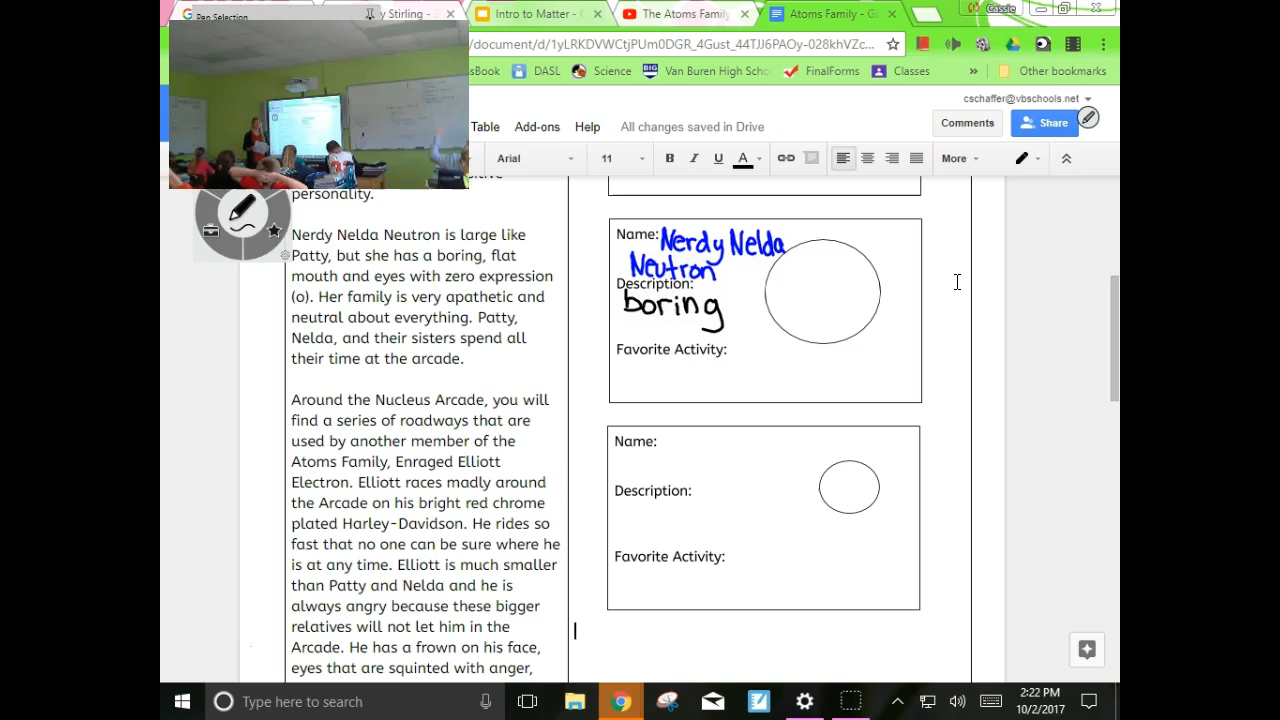 Pen Selection
y Stirling - 2
Intro to Matter - G
The Atoms Family
Atoms Family - Go
Cassie
/document/d/1yLRKDVWCtjPUm0DGR_4Gust_44TJJ6PAOy-028khVZc...
sBook
DASL
Science
BIG
Van Buren High Scho
FinalForms
Classes
»
Other bookmarks
cschaffer@vbschools.net
Table
Add-ons
Help
All changes saved in Drive
Comments
Share
Arial
11
B
I
U
A
More
personality.
Nerdy Nelda Neutron is large like
Patty, but she has a boring, flat
mouth and eyes with zero expression
(o). Her family is very apathetic and
neutral about everything. Patty,
Nelda, and their sisters spend all
their time at the arcade.
Around the Nucleus Arcade, you will
find a series of roadways that are
used by another member of the
Atoms Family, Enraged Elliott
Electron. Elliott races madly around
the Arcade on his bright red chrome
plated Harley-Davidson. He rides so
fast that no one can be sure where he
is at any time. Elliott is much smaller
than Patty and Nelda and he is
always angry because these bigger
relatives will not let him in the
Arcade. He has a frown on his face,
eyes that are squinted with anger,
Name: Nerdy Nelda
Neutron
Description:
boring
Favorite Activity:
Name:
Description:
Favorite Activity:
Type here to search
2:22 PM
10/2/2017